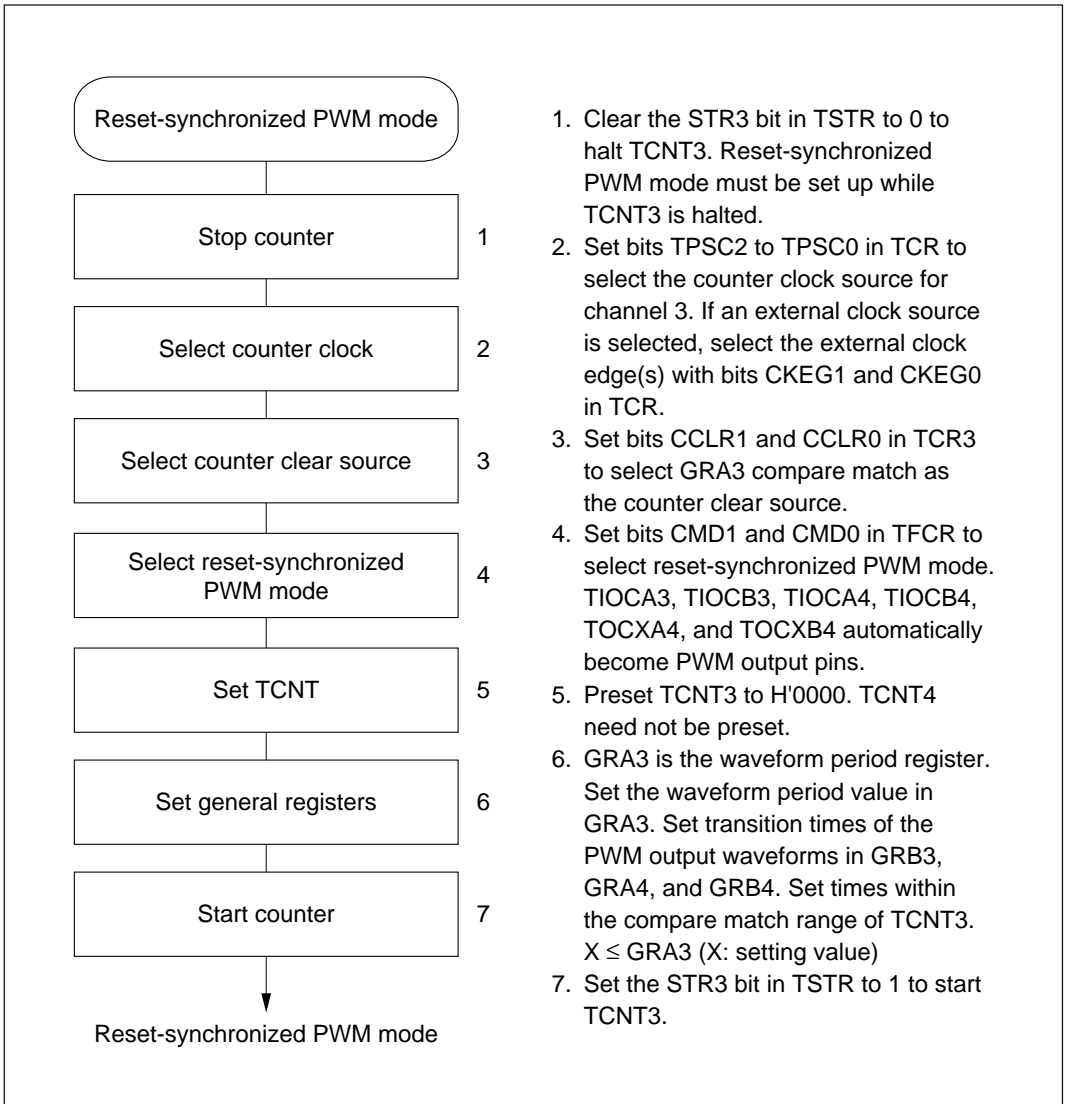 Reset-synchronized PWM mode
Stop counter
1
Select counter clock
2
Select counter clear source
3
Select reset-synchronized
PWM mode
4
Set TCNT
5
Set general registers
6
Start counter
7
Reset-synchronized PWM mode
1. Clear the STR3 bit in TSTR to 0 to
halt TCNT3. Reset-synchronized
PWM mode must be set up while
TCNT3 is halted.
2. Set bits TPSC2 to TPSC0 in TCR to
select the counter clock source for
channel 3. If an external clock source
is selected, select the external clock
edge(s) with bits CKEG1 and CKEG0
in TCR.
3. Set bits CCLR1 and CCLR0 in TCR3
to select GRA3 compare match as
the counter clear source.
4. Set bits CMD1 and CMD0 in TFCR to
select reset-synchronized PWM mode.
TIOCA3, TIOCB3, TIOCA4, TIOCB4,
TOCXA4, and TOCXB4 automatically
become PWM output pins.
5. Preset TCNT3 to H'0000. TCNT4
need not be preset.
6. GRA3 is the waveform period register.
Set the waveform period value in
GRA3. Set transition times of the
PWM output waveforms in GRB3,
GRA4, and GRB4. Set times within
the compare match range of TCNT3.
X ≤ GRA3 (X: setting value)
7. Set the STR3 bit in TSTR to 1 to start
TCNT3.